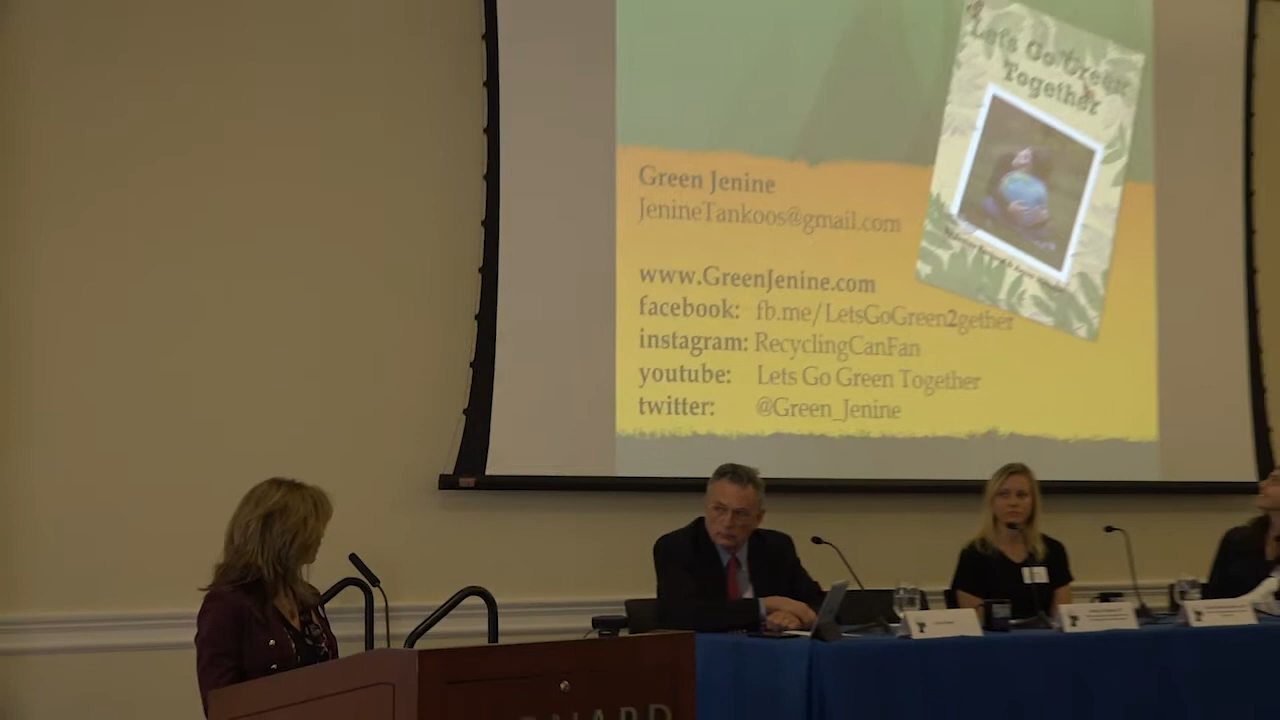 Let's Go Green
Together
Green Jenine
JenineTankoos@gmail.com
www.GreenJenine.com
facebook: fb.me/LetsGoGreen2gether
instagram: RecyclingCanFan
youtube: Lets Go Green Together
twitter: @Green_Jenine